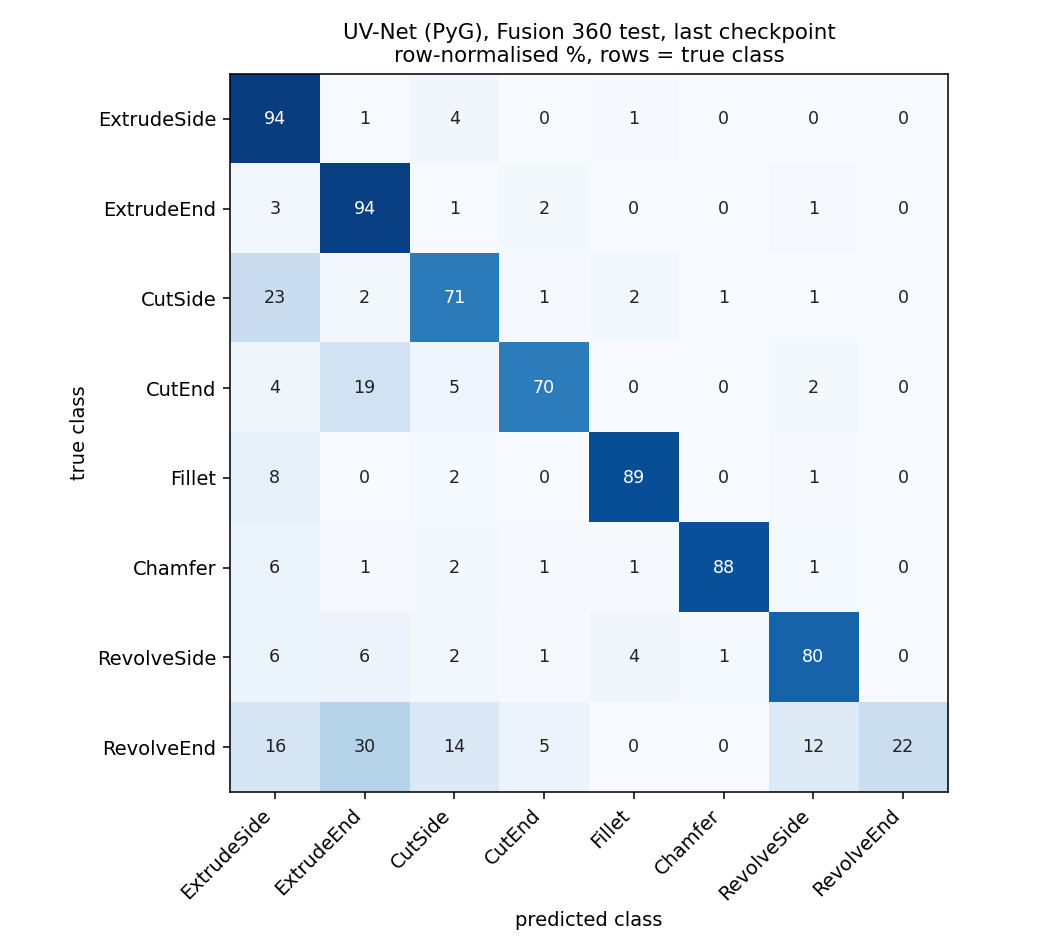 UV-Net (PyG), Fusion 360 test, last checkpoint
row-normalised %, rows = true class
ExtrudeSide 94 1 4 0 1 0 0 0
ExtrudeEnd 3 94 1 2 0 0 1 0
CutSide 23 2 71 1 2 1 1 0
CutEnd 4 19 5 70 0 0 2 0
Fillet 8 0 2 0 89 0 1 0
Chamfer 6 1 2 1 1 88 1 0
RevolveSide 6 6 2 1 4 1 80 0
RevolveEnd 16 30 14 5 0 0 12 22
true class
ExtrudeSide ExtrudeEnd CutSide CutEnd Fillet Chamfer RevolveSide RevolveEnd
predicted class